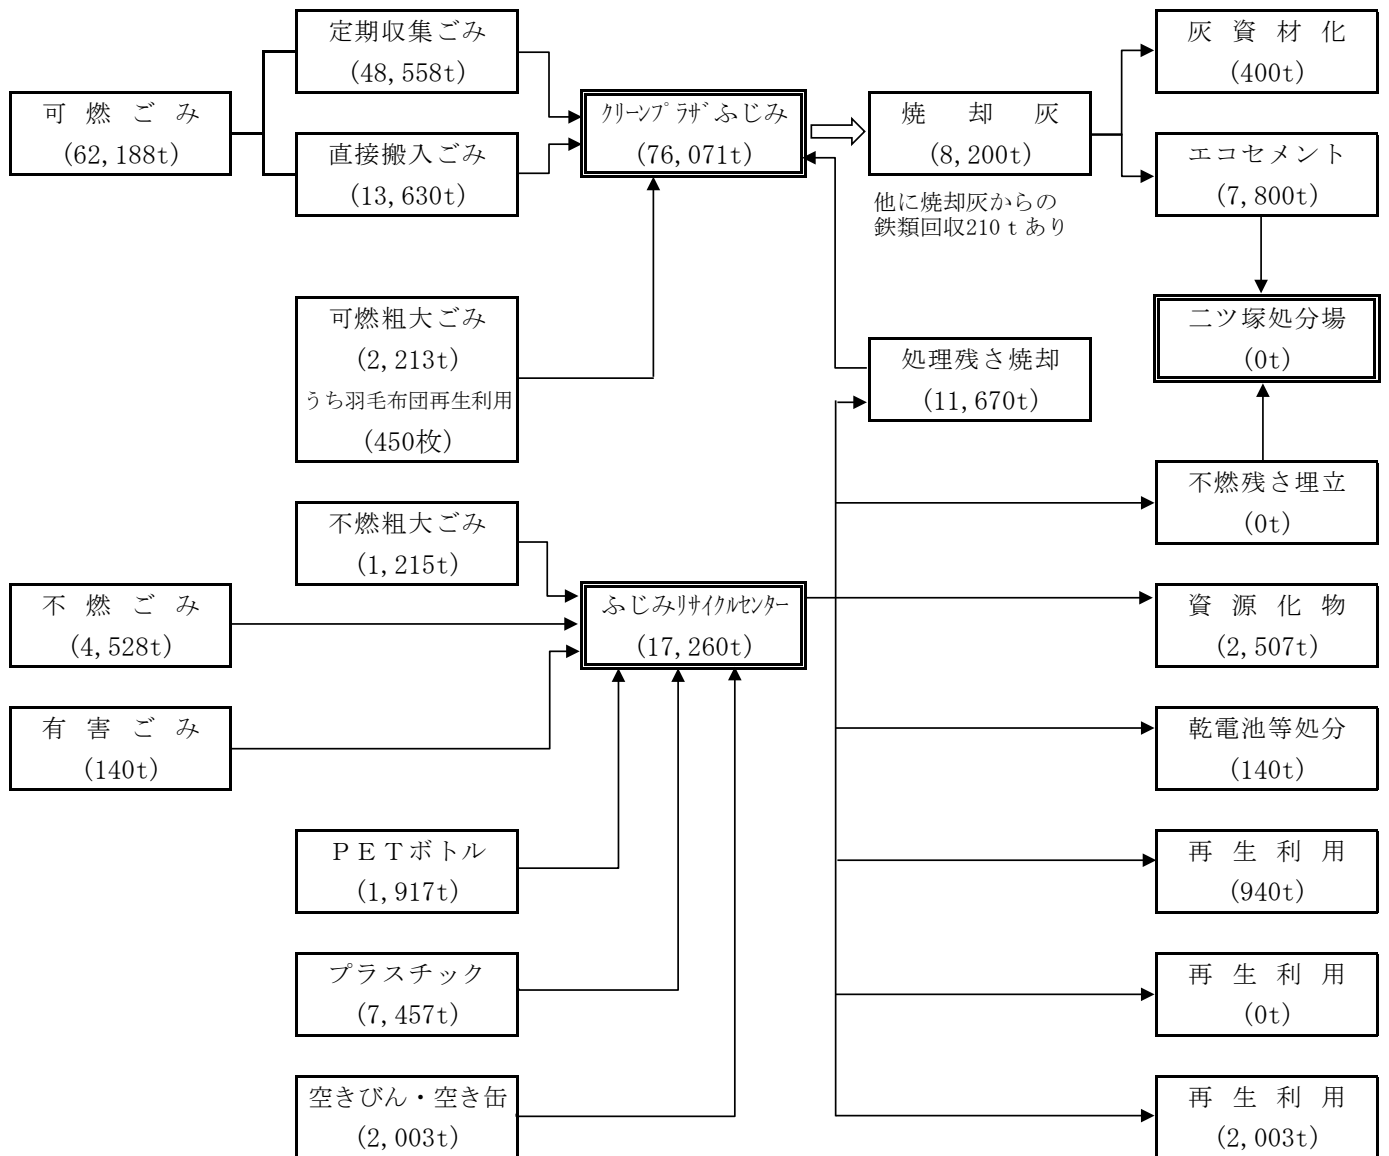 可燃ごみ
(62,188t)
定期収集ごみ
(48,558t)
直接搬入ごみ
(13,630t)
クリーンプラザふじみ
(76,071t)
焼却灰
(8,200t)
他に焼却灰からの
鉄類回収210ｔあり
灰資材化
(400t)
エコセメント
(7,800t)
可燃粗大ごみ
(2,213t)
うち羽毛布団再生利用
(450枚)
処理残さ焼却
(11,670t)
二ツ塚処分場
(0t)
不燃残さ埋立
(0t)
不燃粗大ごみ
(1,215t)
不燃ごみ
(4,528t)
ふじみリサイクルセンター
(17,260t)
資源化物
(2,507t)
有害ごみ
(140t)
乾電池等処分
(140t)
ＰＥＴボトル
(1,917t)
再生利用
(940t)
プラスチック
(7,457t)
再生利用
(0t)
空きびん・空き缶
(2,003t)
再生利用
(2,003t)